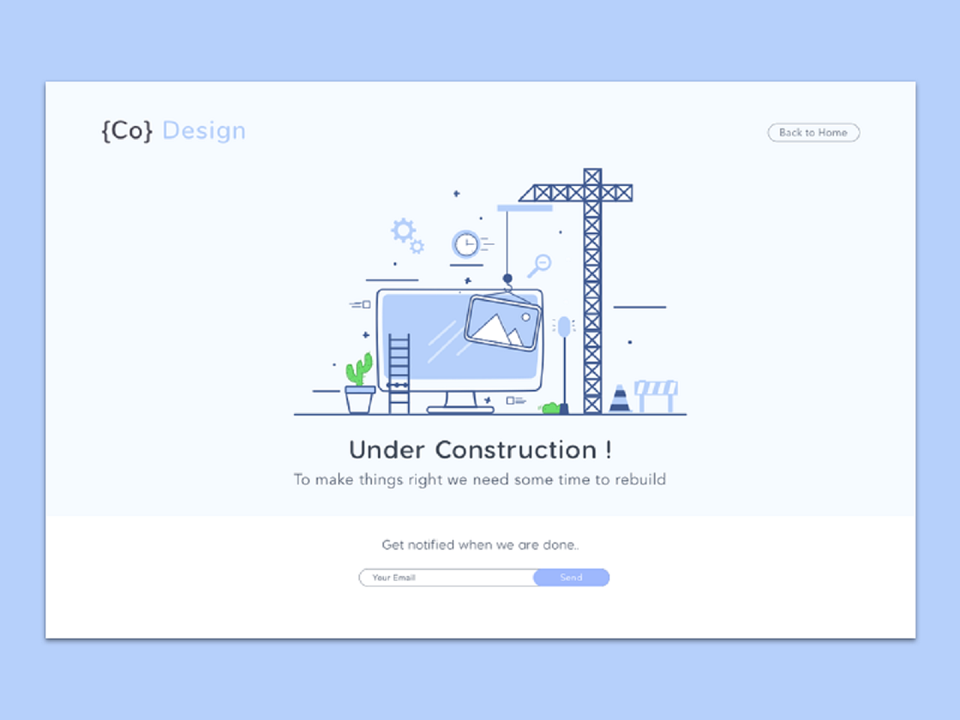 {Co} Design
Back to Home
Under Construction !
To make things right we need some time to rebuild
Get notified when we are done..
Your Email
Send